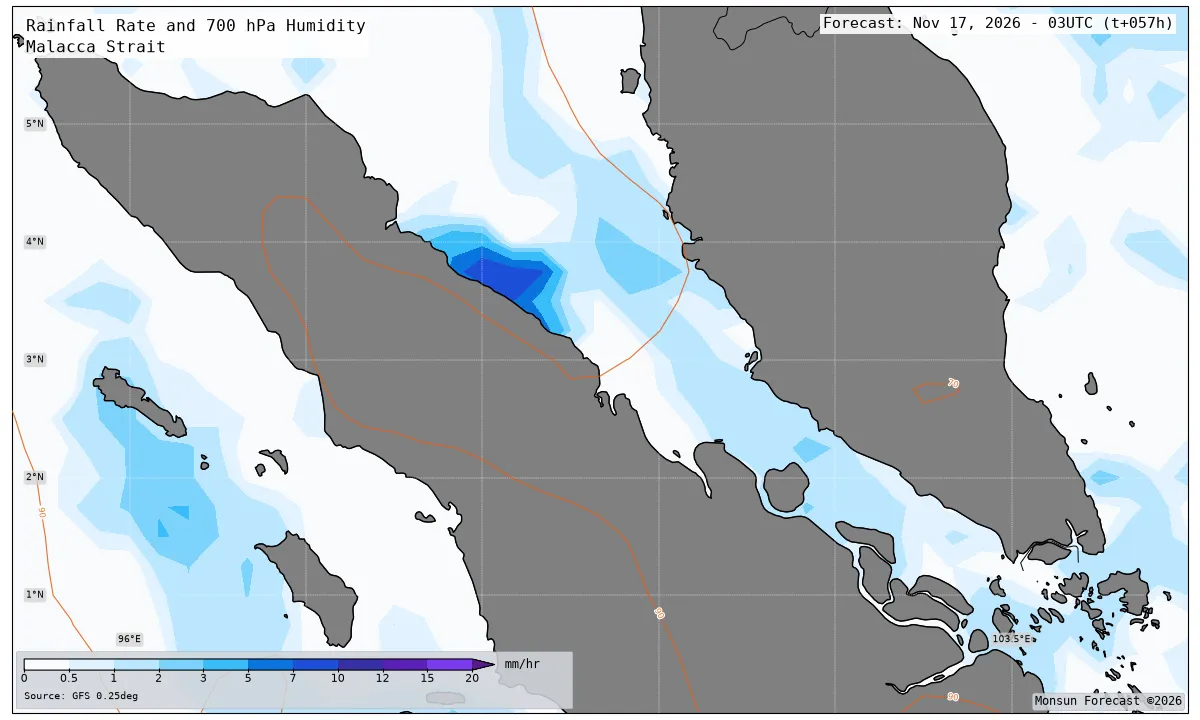 Rainfall Rate and 700 hPa Humidity
Malacca Strait
Forecast: Nov 17, 2026 - 03UTC (t+057h)
5°N
4°N
3°N
70
2°N
90
1°N
96°E
103.5°E
mm/hr
0 0.5 1 2 3 5 7 10 12 15 20
Source: GFS 0.25deg
90
Monsun Forecast ©2026